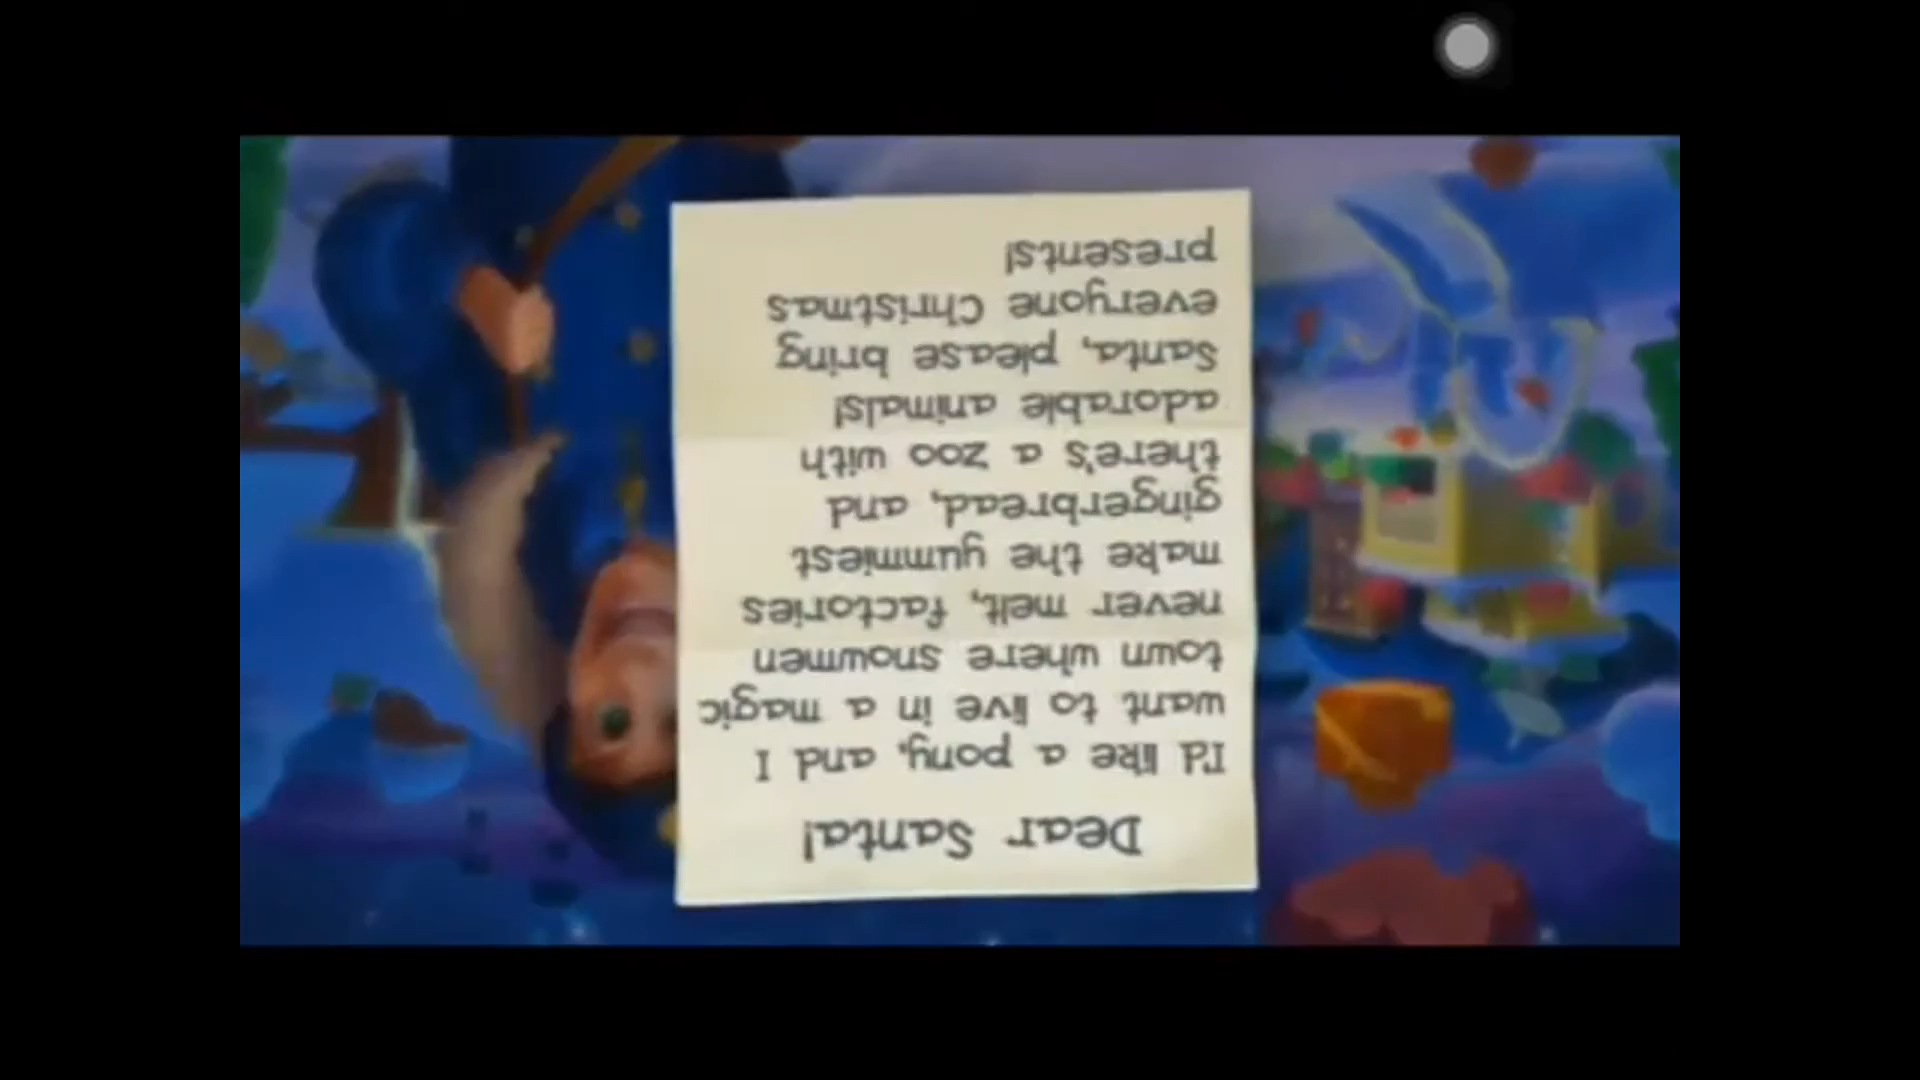 Dear Santa!
I'd like a pony, and I
want to live in a magic
town where snowmen
never melt, factories
make the yummiest
gingerbread, and
there's a zoo with
adorable animals!
Santa, please bring
everyone Christmas
presents!